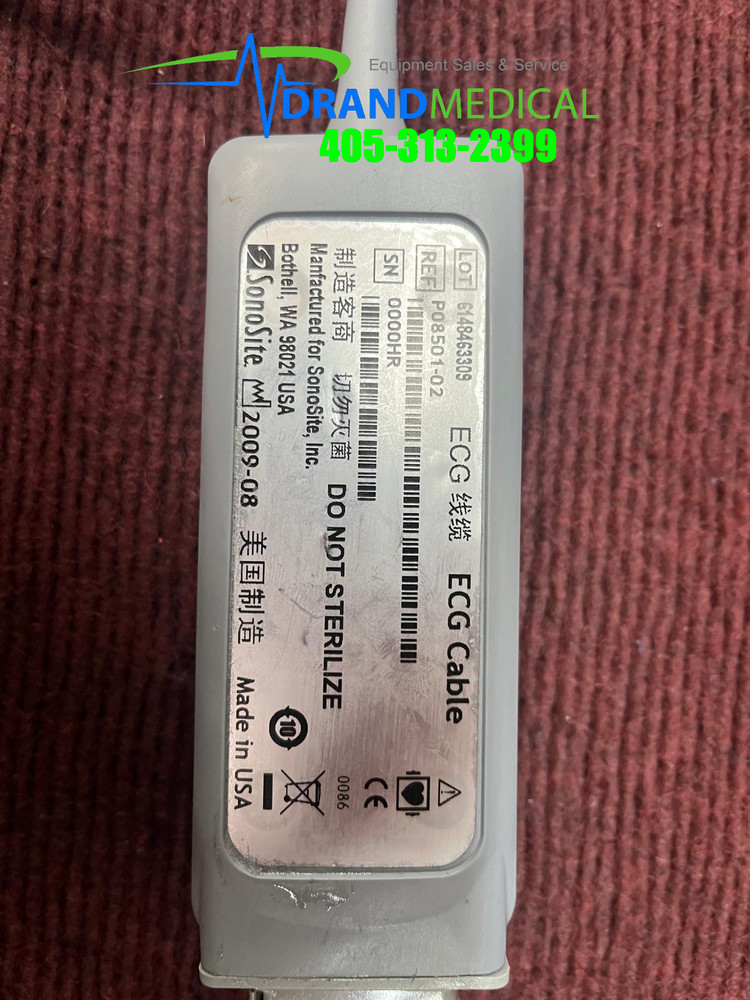 Equipment Sales & Service
DRANDMEDICAL
405-313-2399
LOT 6148463309
ECG 线缆 ECG Cable
REF P08501-02
SN 0000HR
制造客商 切勿灭菌 DO NOT STERILIZE
Manfactured for SonoSite, Inc.
Bothell, WA 98021 USA
SonoSite. 2009-08 美国制造 Made in USA
10
CE
0086